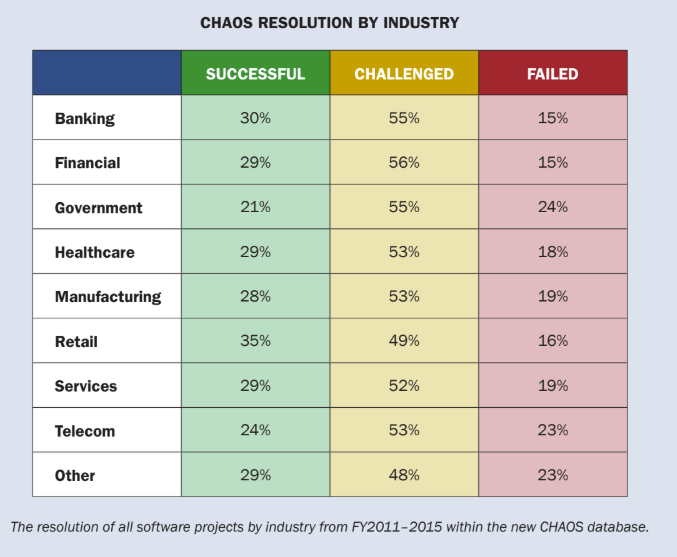 CHAOS RESOLUTION BY INDUSTRY
SUCCESSFUL CHALLENGED FAILED
Banking 30% 55% 15%
Financial 29% 56% 15%
Government 21% 55% 24%
Healthcare 29% 53% 18%
Manufacturing 28% 53% 19%
Retail 35% 49% 16%
Services 29% 52% 19%
Telecom 24% 53% 23%
Other 29% 48% 23%
The resolution of all software projects by industry from FY2011–2015 within the new CHAOS database.